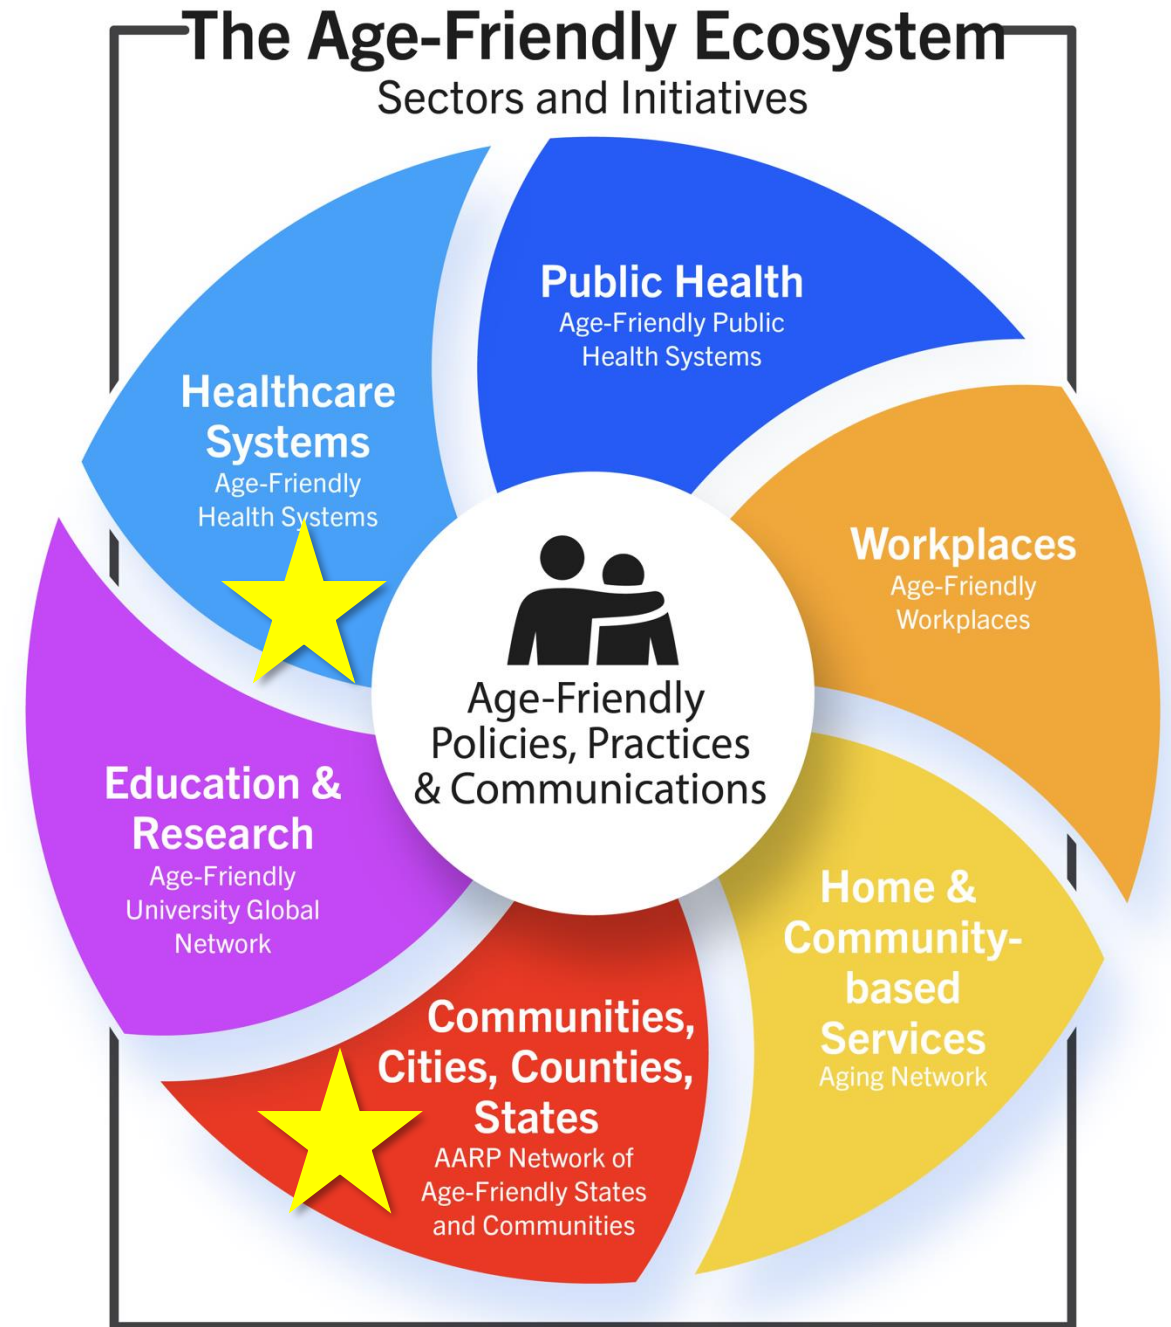 The Age-Friendly Ecosystem
Sectors and Initiatives
Public Health
Age-Friendly Public
Health Systems
Healthcare
Systems
Age-Friendly
Health Systems
Workplaces
Age-Friendly
Workplaces
Age-Friendly
Policies, Practices
& Communications
Education &
Research
Age-Friendly
University Global
Network
Home &
Community-
based
Services
Aging Network
Communities,
Cities, Counties,
States
AARP Network of
Age-Friendly States
and Communities